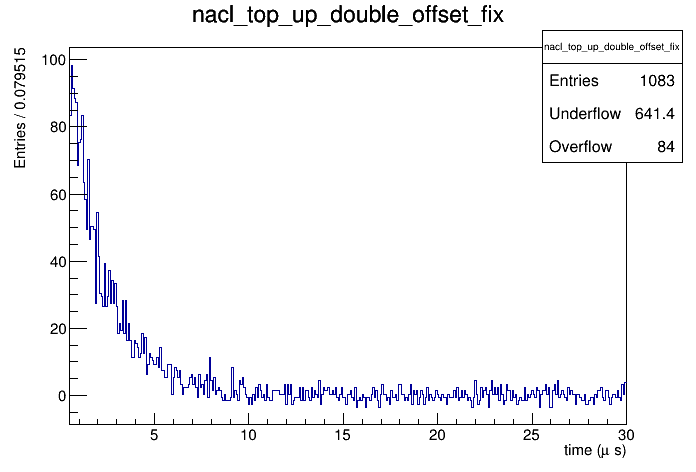 nacl_top_up_double_offset_fix
nacl_top_up_double_offset_fix
Entries 1083
Underflow 641.4
Overflow 84
Entries / 0.079515
100
80
60
40
20
0
5 10 15 20 25 30
time (μ s)